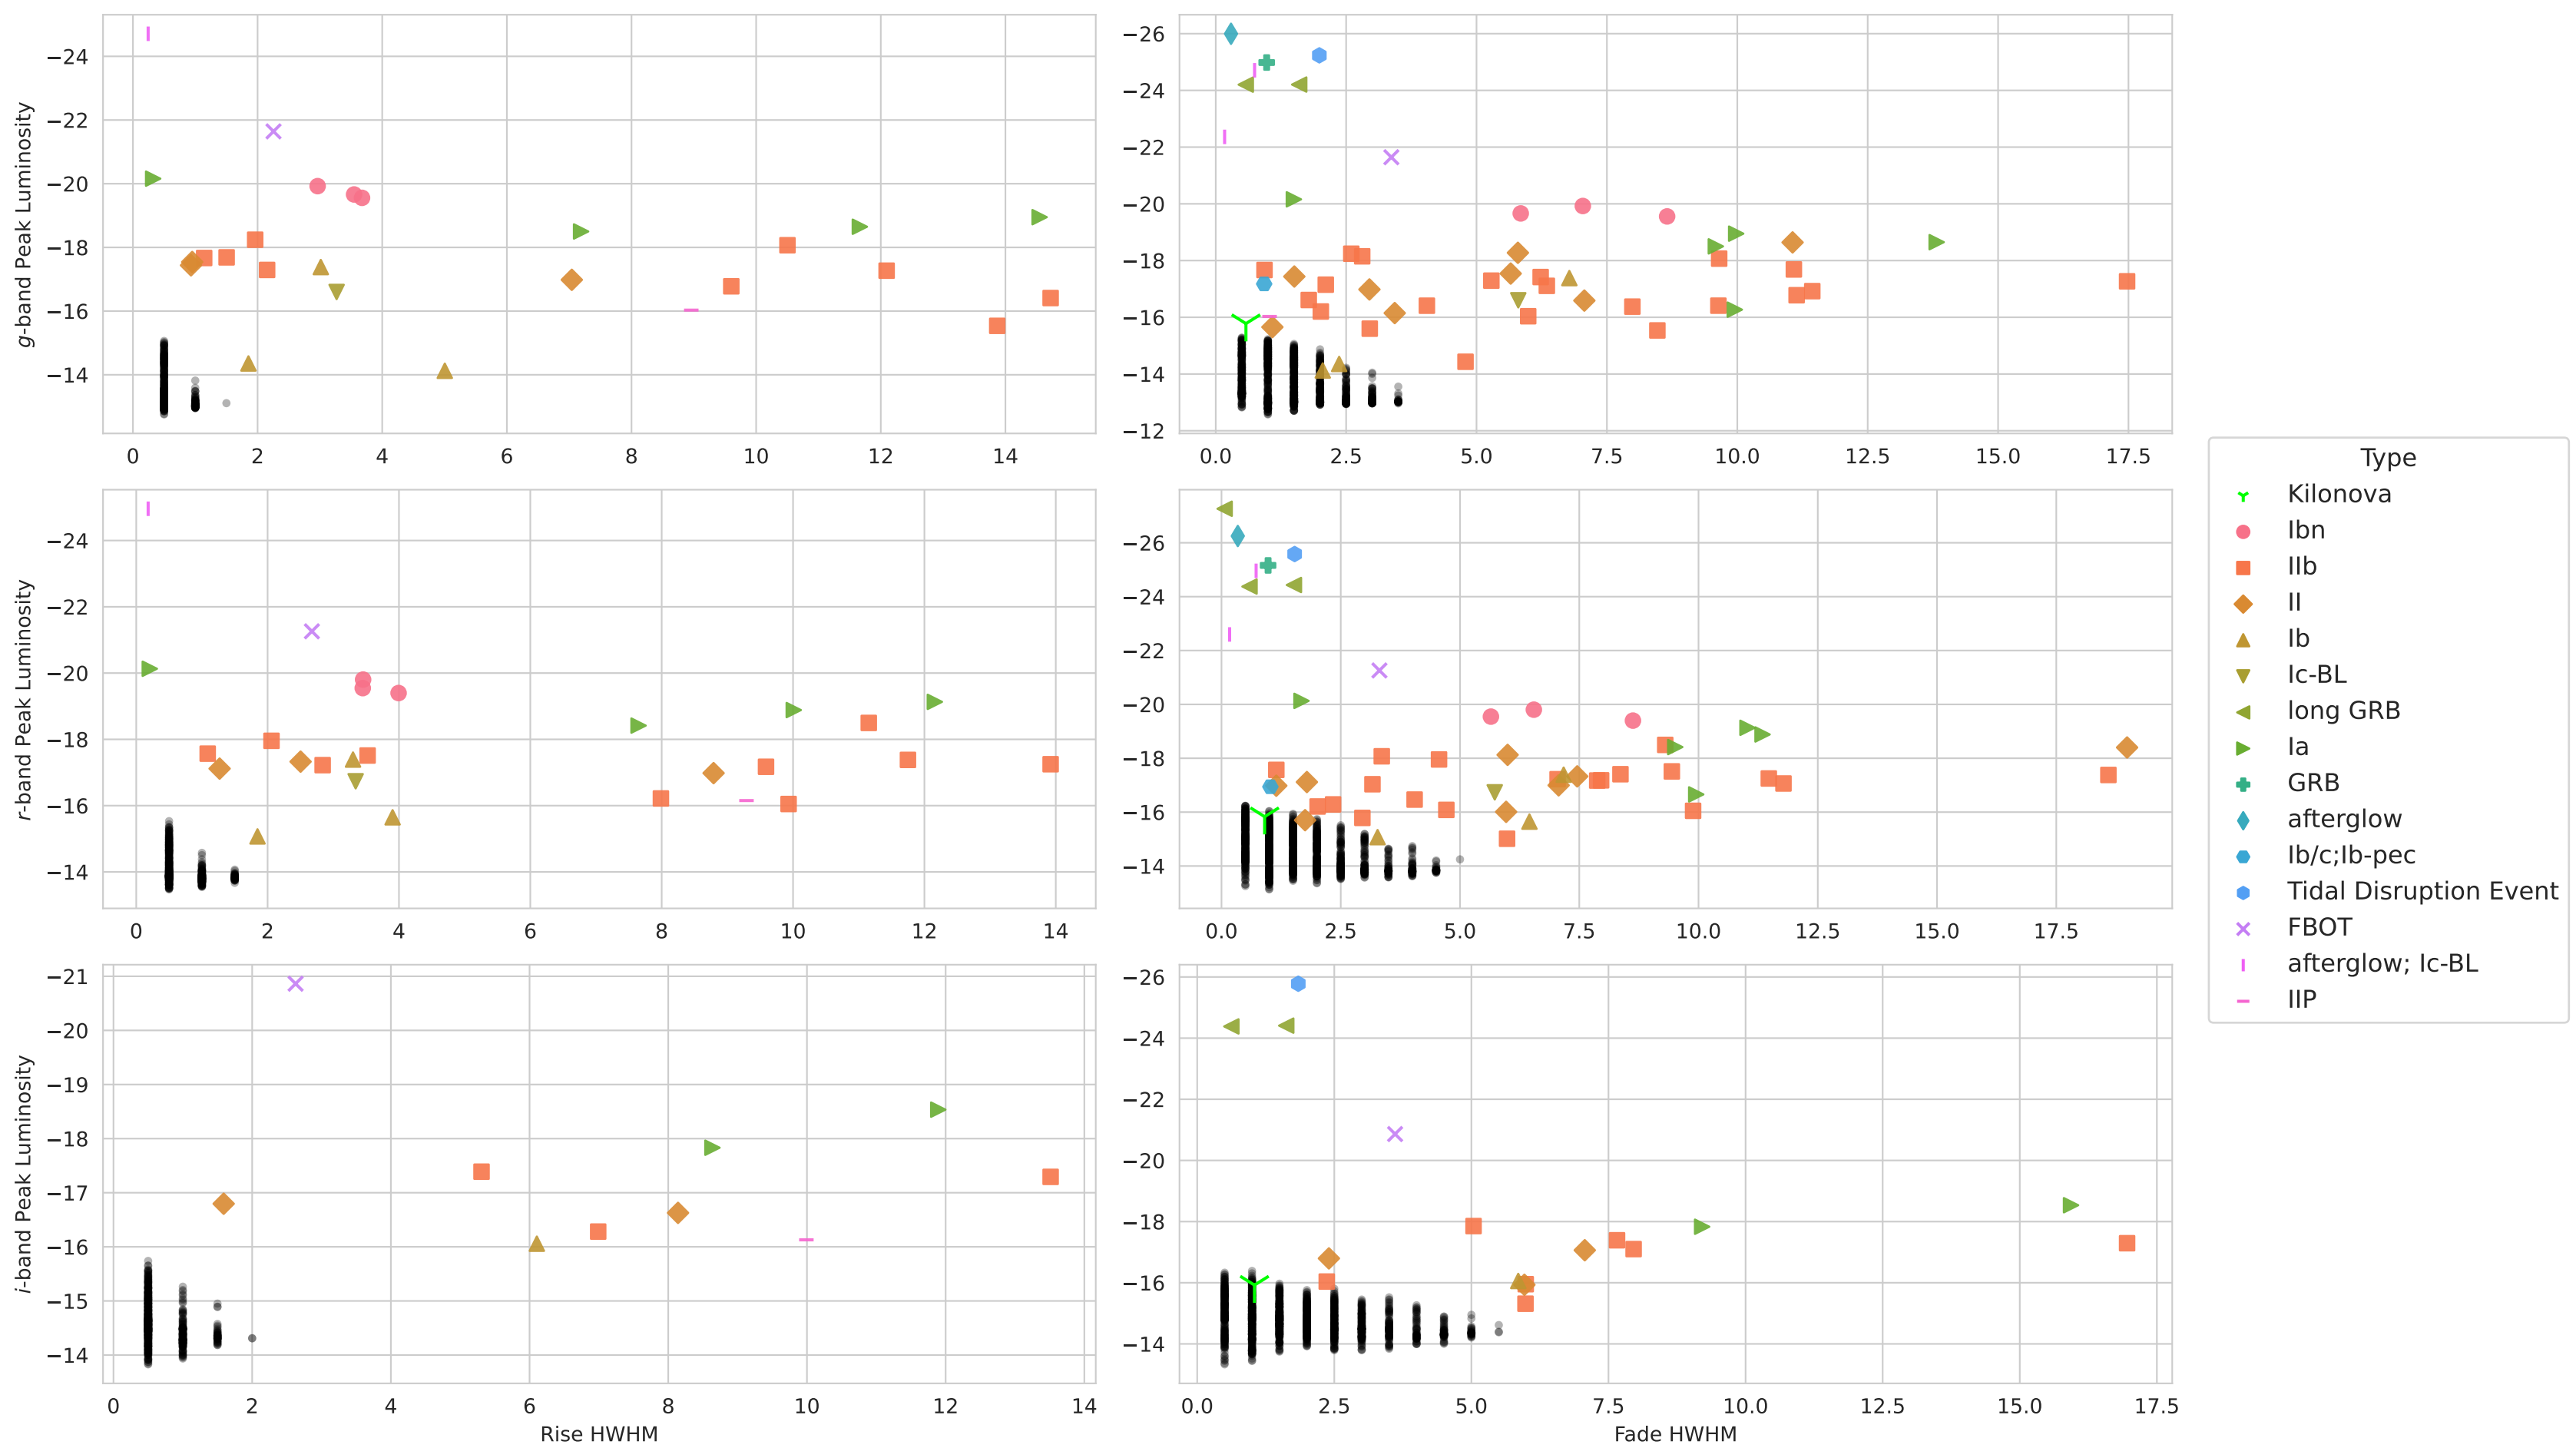 −24
−22
−20
−18
−16
−14
g-band Peak Luminosity
0 2 4 6 8 10 12 14
−26
−24
−22
−20
−18
−16
−14
−12
0.0 2.5 5.0 7.5 10.0 12.5 15.0 17.5
−24
−22
−20
−18
−16
−14
r-band Peak Luminosity
0 2 4 6 8 10 12 14
−26
−24
−22
−20
−18
−16
−14
0.0 2.5 5.0 7.5 10.0 12.5 15.0 17.5
−21
−20
−19
−18
−17
−16
−15
−14
i-band Peak Luminosity
0 2 4 6 8 10 12 14
Rise HWHM
−26
−24
−22
−20
−18
−16
−14
0.0 2.5 5.0 7.5 10.0 12.5 15.0 17.5
Fade HWHM
Type
Kilonova
Ibn
IIb
II
Ib
Ic-BL
long GRB
Ia
GRB
afterglow
Ib/c;Ib-pec
Tidal Disruption Event
FBOT
afterglow; Ic-BL
IIP